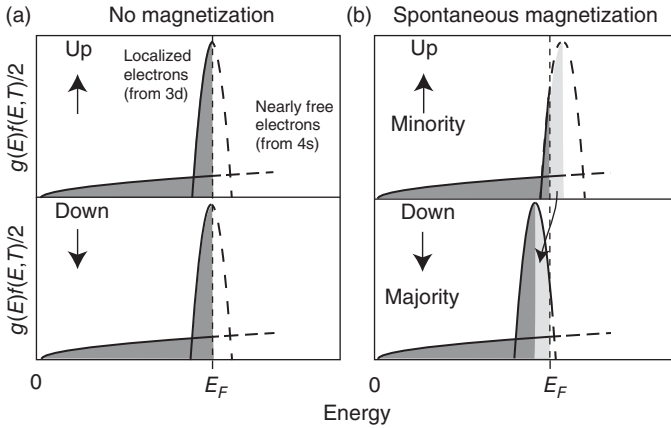 (a) No magnetization
Up
Localized
electrons
(from 3d)
Nearly free
electrons
(from 4s)
g(E)f(E,T)/2
Down
g(E)f(E,T)/2
0
E_F
(b) Spontaneous magnetization
Up
Minority
Down
Majority
0
E_F
Energy